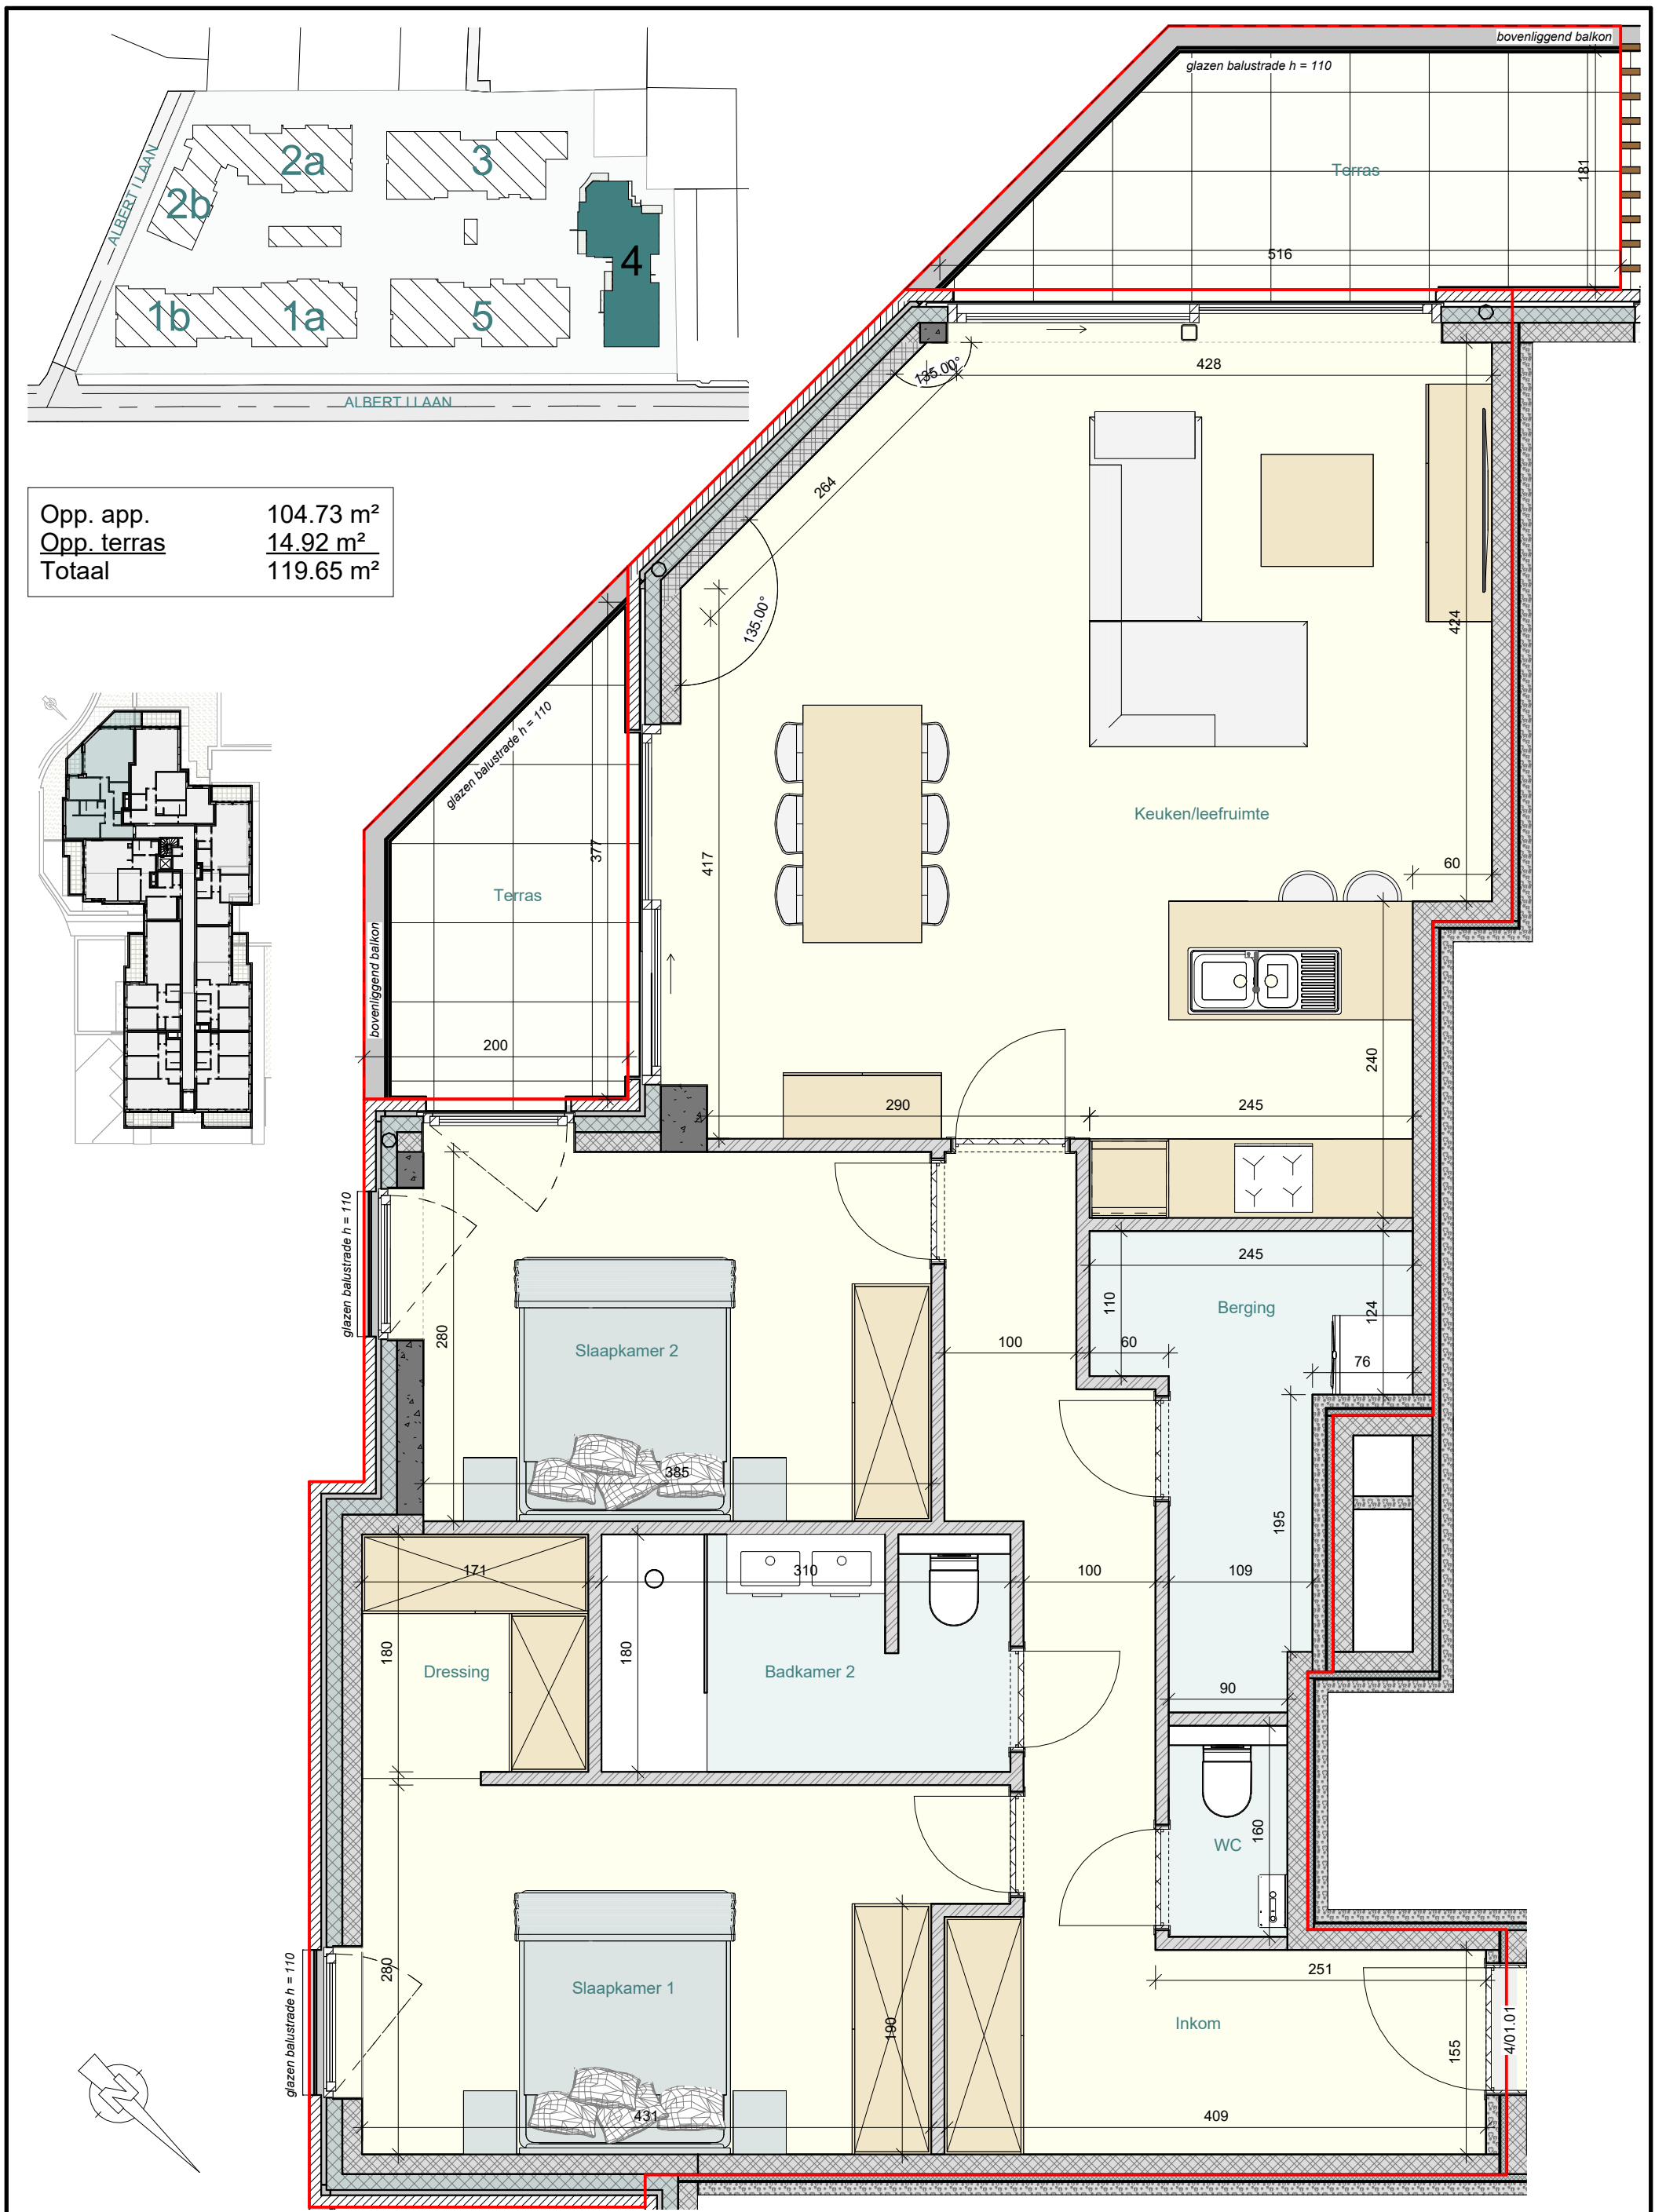 bovenliggend balkon
glazen balustrade h = 110
Terras
181
516
2a
3
2b
4
1b
1a
5
ALBERT I LAAN
ALBERT I LAAN
135.00°
428
264
Opp. app. 104.73 m²
Opp. terras 14.92 m²
Totaal 119.65 m²
135.00°
424
glazen balustrade h = 110
Keuken/leefruimte
377
417
60
Terras
bovenliggend balkon
200
240
290
245
glazen balustrade h = 110
245
110
Berging
124
280
Slaapkamer 2
100
60
76
385
195
171
310
100
109
180
Dressing
180
Badkamer 2
90
160
WC
glazen balustrade h = 110
280
Slaapkamer 1
190
251
Inkom
155
4/01.01
431
409
N